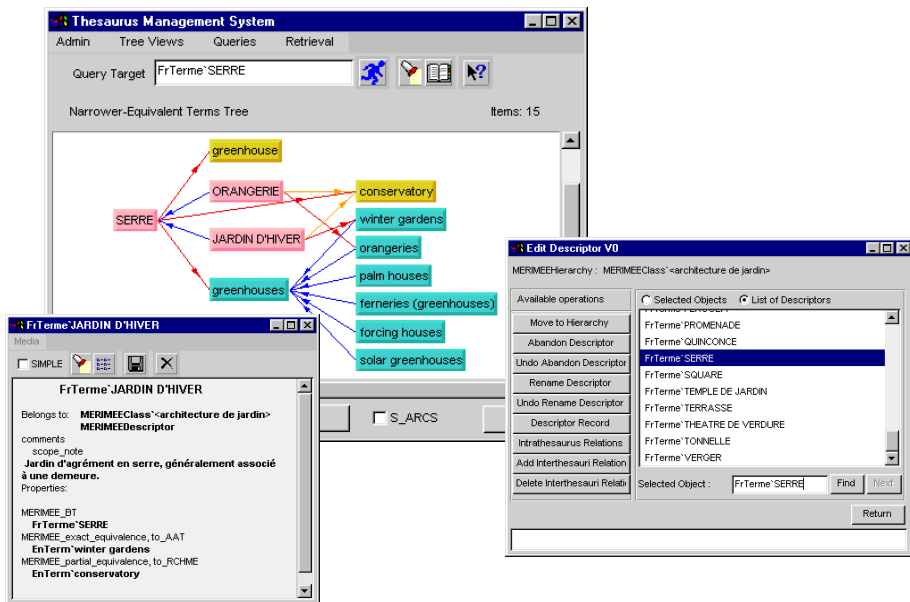 Thesaurus Management System
Admin Tree Views Queries Retrieval
Query Target FrTerme`SERRE
Narrower-Equivalent Terms Tree Items: 15
greenhouse
ORANGERIE
conservatory
SERRE
winter gardens
JARDIN D'HIVER
orangeries
palm houses
greenhouses
ferneries (greenhouses)
forcing houses
solar greenhouses
S_ARCS
FrTerme`JARDIN D'HIVER
Media
SIMPLE
FrTerme`JARDIN D'HIVER
Belongs to: MERIMEEClass`<architecture de jardin>
MERIMEEDescriptor
comments
scope_note
Jardin d'agrément en serre, généralement associé
à une demeure.
Properties:
MERIMEE_BT
FrTerme`SERRE
MERIMEE_exact_equivalence, to_AAT
EnTerm`winter gardens
MERIMEE_partial_equivalence, to_RCHME
EnTerm`conservatory
Edit Descriptor V0
MERIMEEHierarchy : MERIMEEClass`<architecture de jardin>
Available operations
Selected Objects List of Descriptors
Move to Hierarchy
Abandon Descriptor
Undo Abandon Descriptor
Rename Descriptor
Undo Rename Descriptor
Descriptor Record
Intrathesaurus Relations
Add Interthesauri Relation
Delete Interthesauri Relati
FrTerme`PROMENADE
FrTerme`QUINCONCE
FrTerme`SERRE
FrTerme`SQUARE
FrTerme`TEMPLE DE JARDIN
FrTerme`TERRASSE
FrTerme`THEATRE DE VERDURE
FrTerme`TONNELLE
FrTerme`VERGER
Selected Object : FrTerme`SERRE Find Next
Return